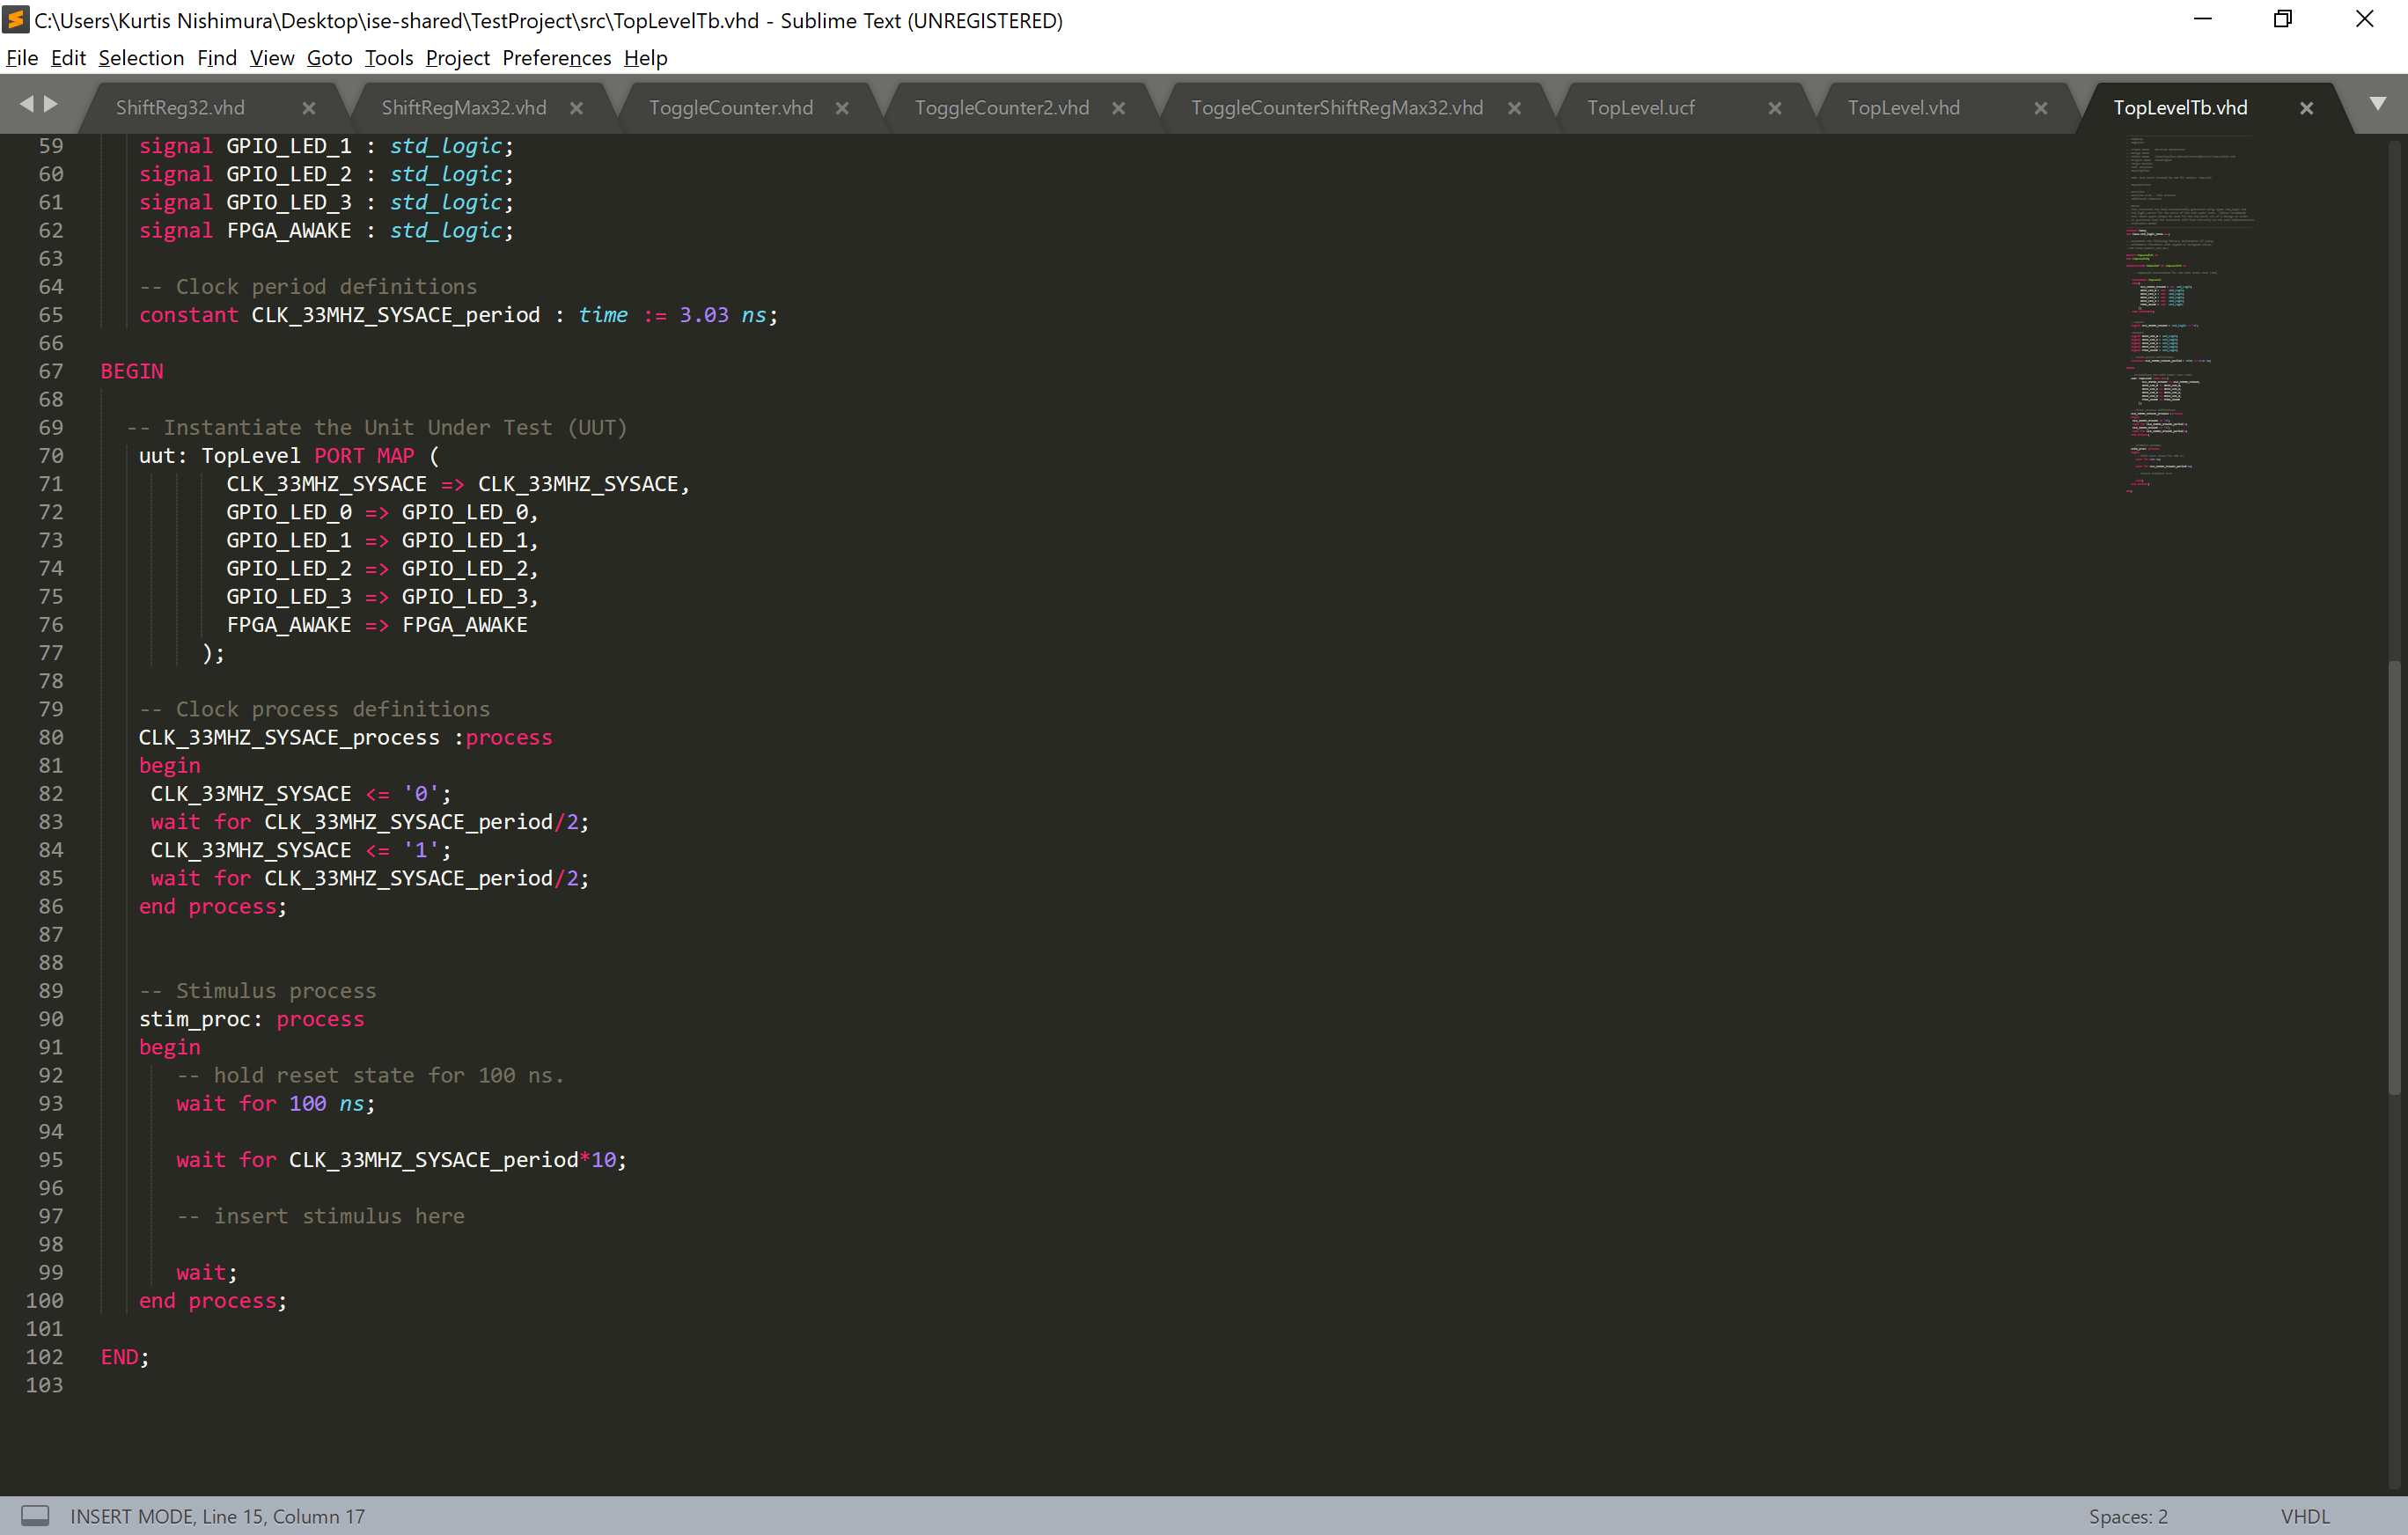 C:\Users\Kurtis Nishimura\Desktop\ise-shared\TestProject\src\TopLevelTb.vhd - Sublime Text (UNREGISTERED)
File Edit Selection Find View Goto Tools Project Preferences Help
ShiftReg32.vhd ShiftRegMax32.vhd ToggleCounter.vhd ToggleCounter2.vhd ToggleCounterShiftRegMax32.vhd TopLevel.ucf TopLevel.vhd TopLevelTb.vhd
59 signal GPIO_LED_1 : std_logic;
60 signal GPIO_LED_2 : std_logic;
61 signal GPIO_LED_3 : std_logic;
62 signal FPGA_AWAKE : std_logic;
63
64 -- Clock period definitions
65 constant CLK_33MHZ_SYSACE_period : time := 3.03 ns;
66
67 BEGIN
68
69 -- Instantiate the Unit Under Test (UUT)
70 uut: TopLevel PORT MAP (
71 CLK_33MHZ_SYSACE => CLK_33MHZ_SYSACE,
72 GPIO_LED_0 => GPIO_LED_0,
73 GPIO_LED_1 => GPIO_LED_1,
74 GPIO_LED_2 => GPIO_LED_2,
75 GPIO_LED_3 => GPIO_LED_3,
76 FPGA_AWAKE => FPGA_AWAKE
77 );
78
79 -- Clock process definitions
80 CLK_33MHZ_SYSACE_process :process
81 begin
82 CLK_33MHZ_SYSACE <= '0';
83 wait for CLK_33MHZ_SYSACE_period/2;
84 CLK_33MHZ_SYSACE <= '1';
85 wait for CLK_33MHZ_SYSACE_period/2;
86 end process;
87
88
89 -- Stimulus process
90 stim_proc: process
91 begin
92 -- hold reset state for 100 ns.
93 wait for 100 ns;
94
95 wait for CLK_33MHZ_SYSACE_period*10;
96
97 -- insert stimulus here
98
99 wait;
100 end process;
101
102 END;
103
INSERT MODE, Line 15, Column 17 Spaces: 2 VHDL